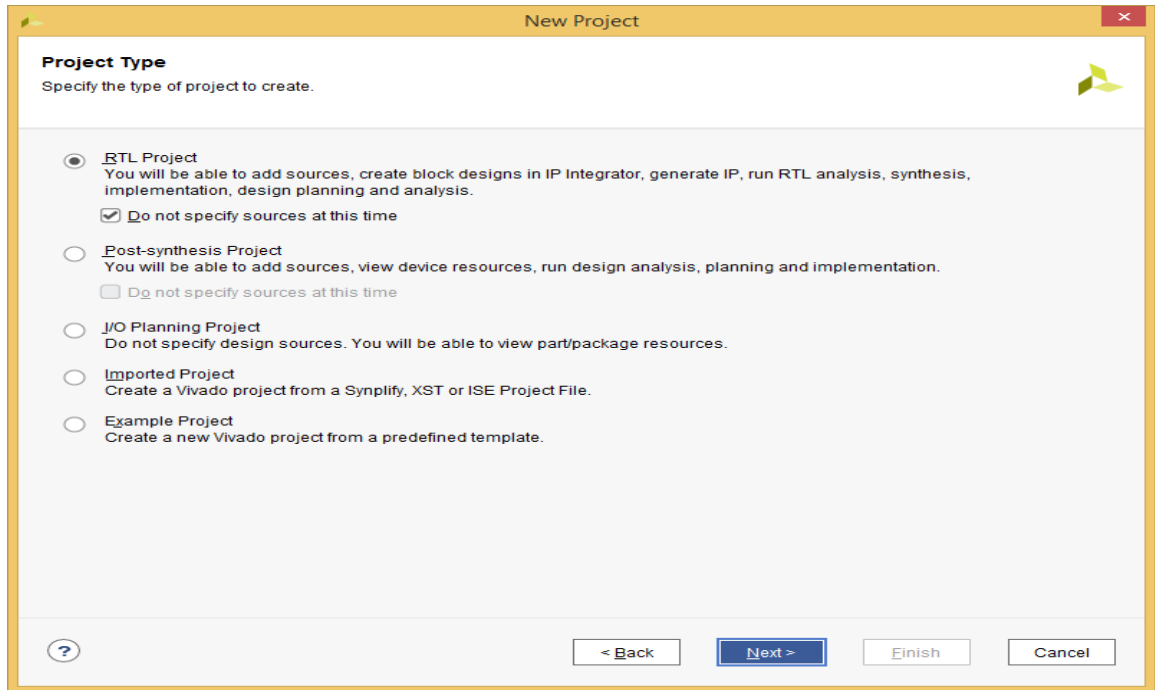 New Project
×
Project Type
Specify the type of project to create.
RTL Project
You will be able to add sources, create block designs in IP Integrator, generate IP, run RTL analysis, synthesis,
implementation, design planning and analysis.
Do not specify sources at this time
Post-synthesis Project
You will be able to add sources, view device resources, run design analysis, planning and implementation.
Do not specify sources at this time
I/O Planning Project
Do not specify design sources. You will be able to view part/package resources.
Imported Project
Create a Vivado project from a Synplify, XST or ISE Project File.
Example Project
Create a new Vivado project from a predefined template.
? < Back Next > Finish Cancel